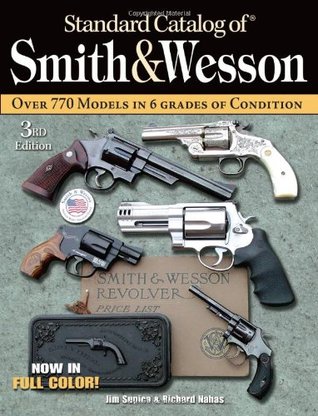 Standard Catalog of®
Smith & Wesson
OVER 770 MODELS IN 6 GRADES OF CONDITION
3RD
Edition
SMITH & WESSON
REVOLVER
PRICE LIST
NOW IN
FULL COLOR!
Jim Supica & Richard Nahas